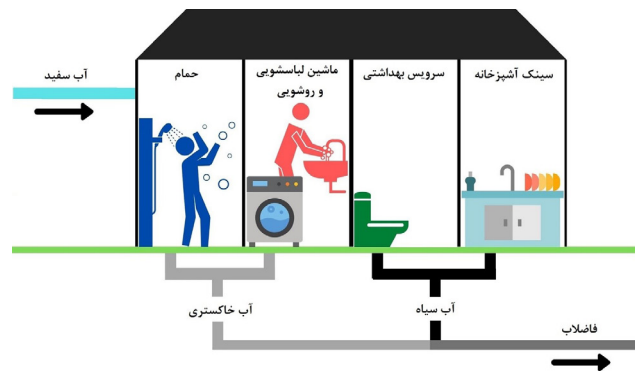 آب سفید
حمام
ماشین لباسشویی
و روشویی
سرویس بهداشتی
سینک آشپزخانه
آب خاکستری
آب سیاه
فاضلاب